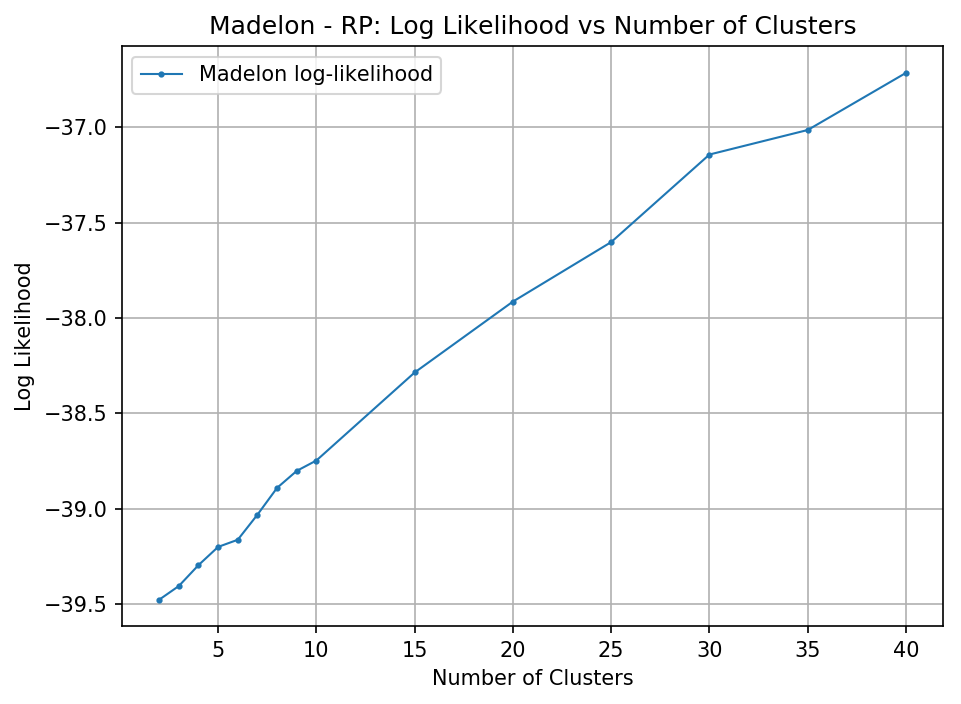 Madelon - RP: Log Likelihood vs Number of Clusters
Madelon log-likelihood
Log Likelihood
−37.0
−37.5
−38.0
−38.5
−39.0
−39.5
5 10 15 20 25 30 35 40
Number of Clusters